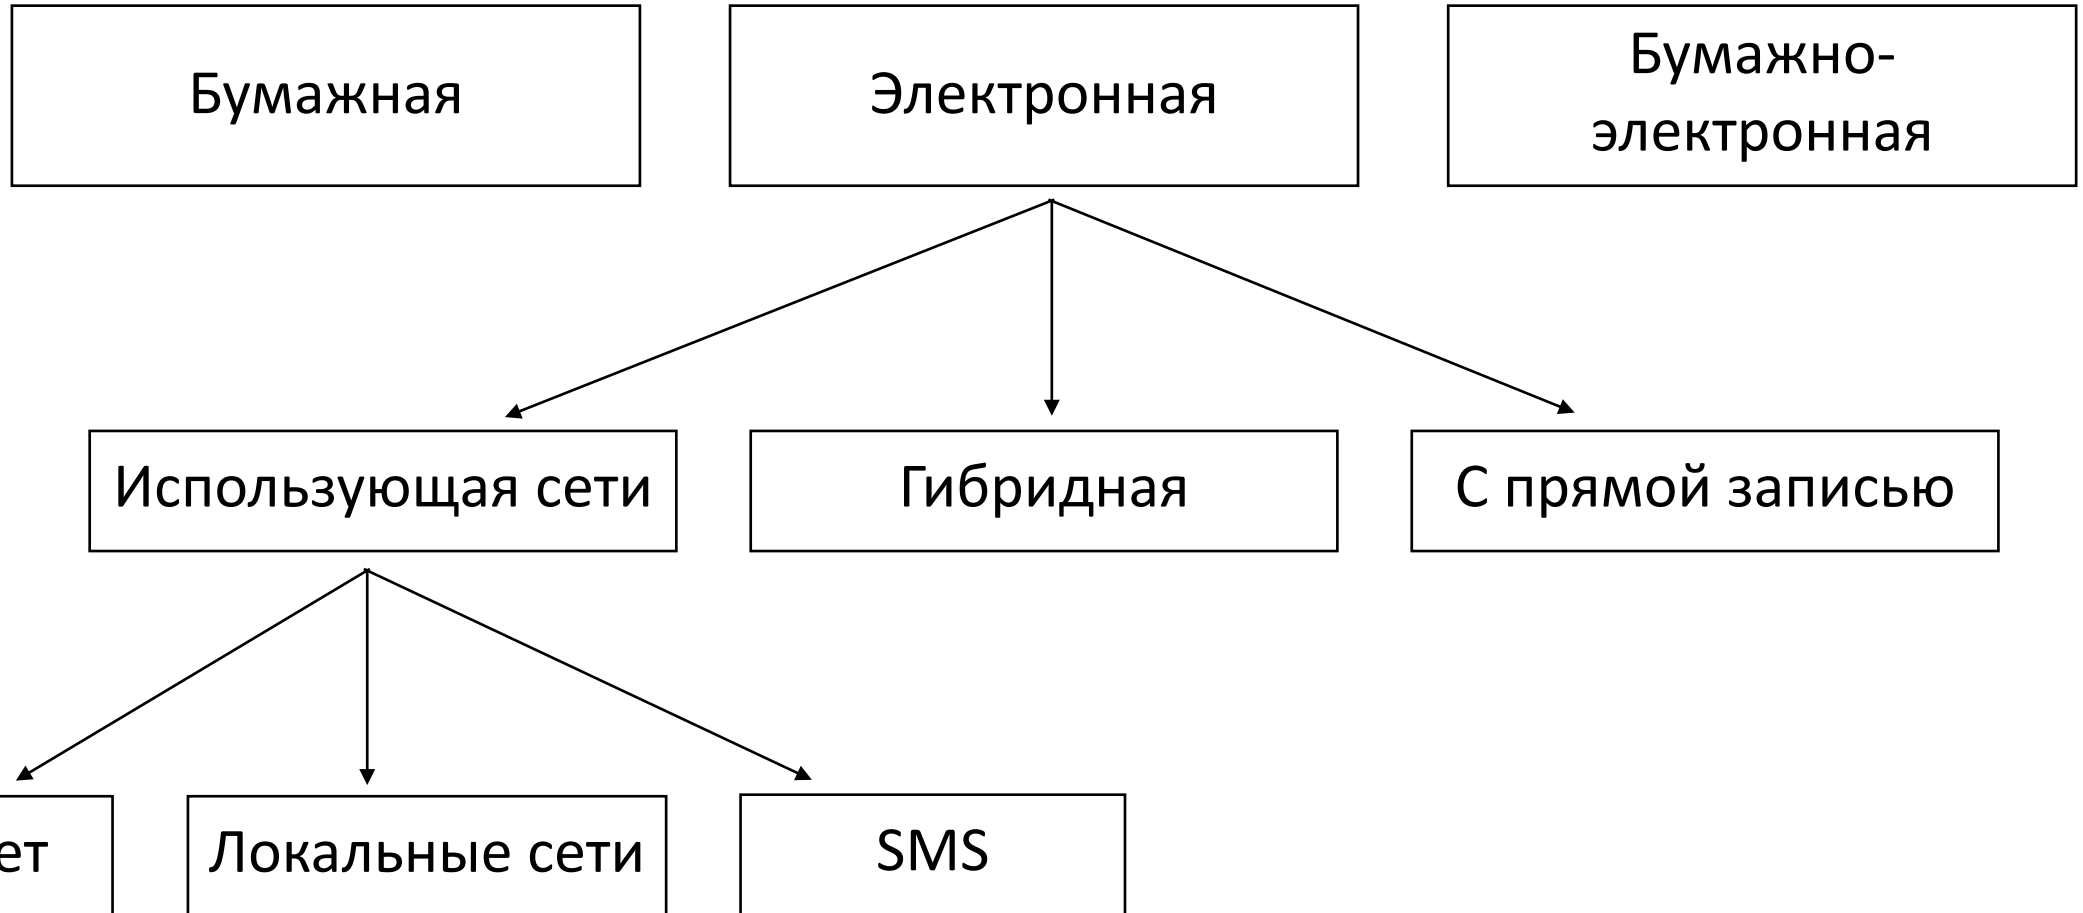 Бумажная
Электронная
Бумажно-
электронная
Использующая сети
Гибридная
С прямой записью
Локальные сети
SMS